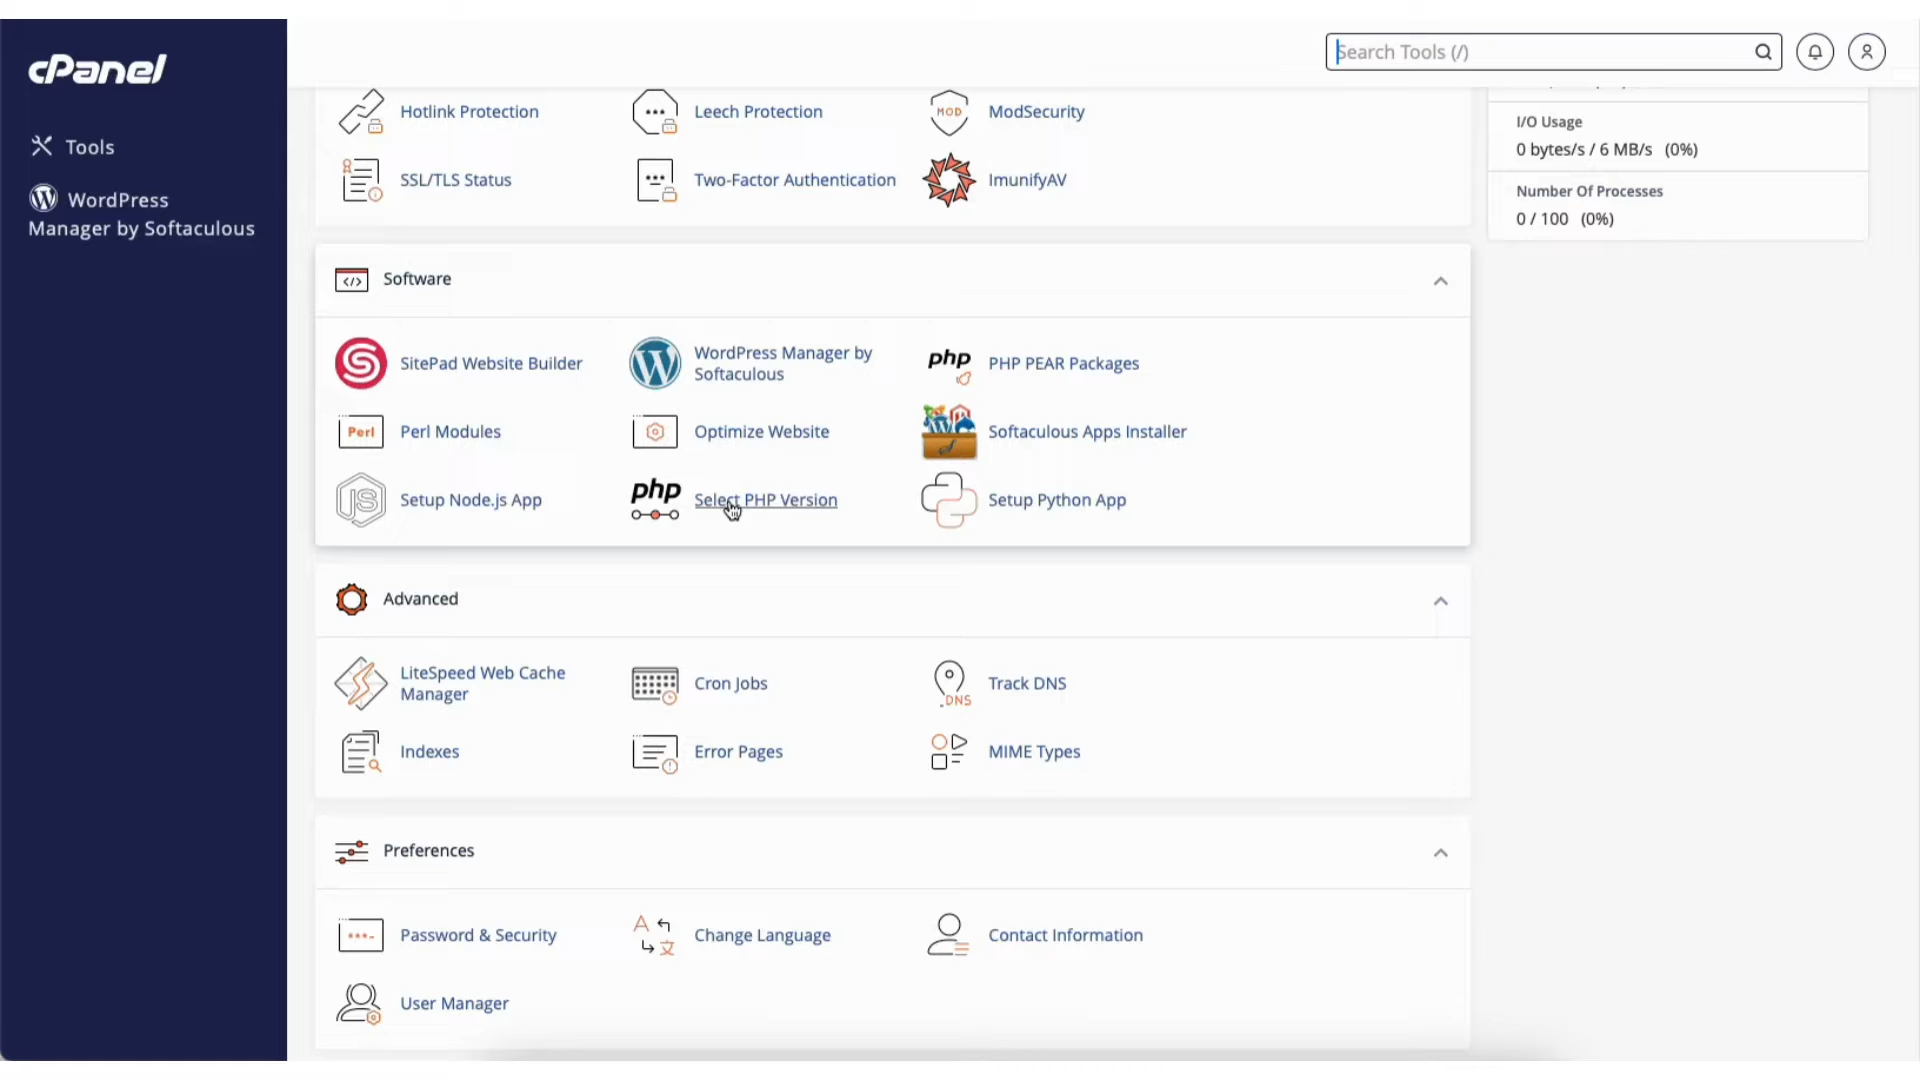 cPanel
Search Tools (/)
Tools
WordPress
Manager by Softaculous
Hotlink Protection
Leech Protection
MOD
ModSecurity
SSL/TLS Status
Two-Factor Authentication
ImunifyAV
I/O Usage
0 bytes/s / 6 MB/s (0%)
Number Of Processes
0 / 100 (0%)
Software
SitePad Website Builder
WordPress Manager by
Softaculous
php
PHP PEAR Packages
Perl
Perl Modules
Optimize Website
Softaculous Apps Installer
JS
Setup Node.js App
php
Select PHP Version
Setup Python App
Advanced
LiteSpeed Web Cache
Manager
Cron Jobs
.DNS
Track DNS
Indexes
Error Pages
MIME Types
Preferences
Password & Security
A
文
Change Language
Contact Information
User Manager